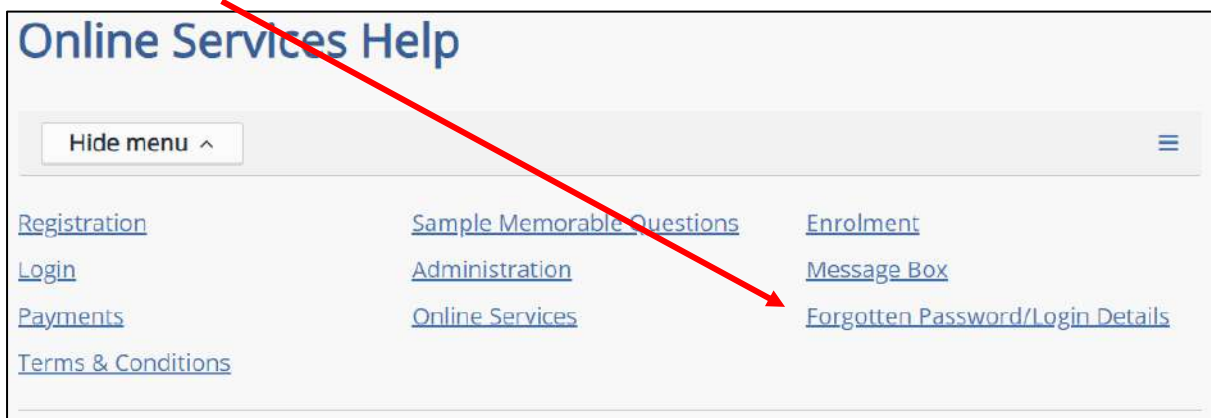 Online Services Help
Hide menu ^
Registration Sample Memorable Questions Enrolment
Login Administration Message Box
Payments Online Services Forgotten Password/Login Details
Terms & Conditions